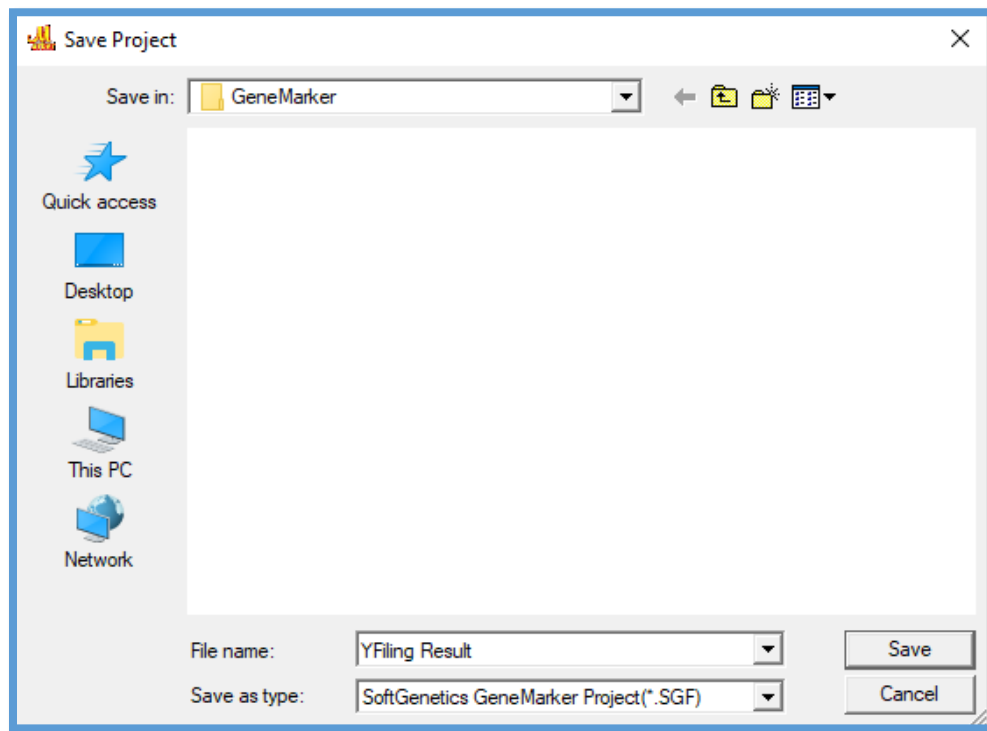 Save Project
Save in: GeneMarker
Quick access
Desktop
Libraries
This PC
Network
File name: YFiling Result Save
Save as type: SoftGenetics GeneMarker Project(*.SGF) Cancel